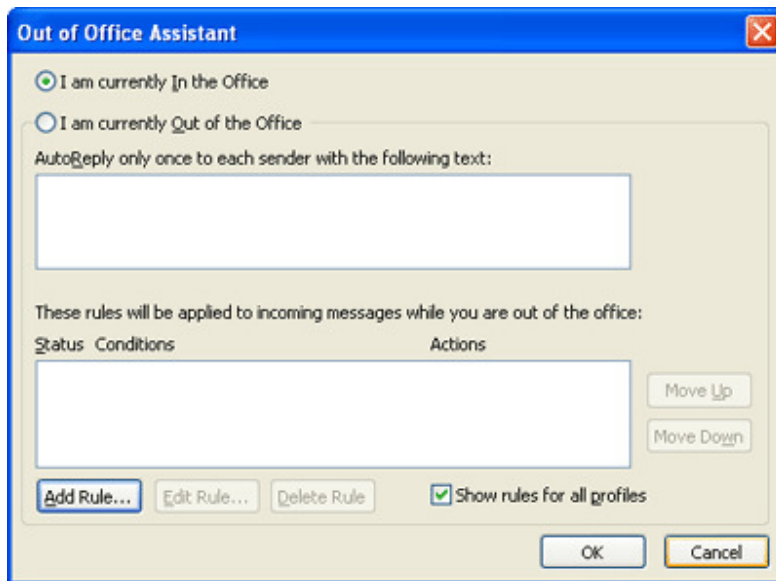 Out of Office Assistant
I am currently In the Office
I am currently Out of the Office
AutoReply only once to each sender with the following text:
These rules will be applied to incoming messages while you are out of the office:
Status Conditions Actions
Move Up
Move Down
Add Rule... Edit Rule... Delete Rule Show rules for all profiles
OK Cancel